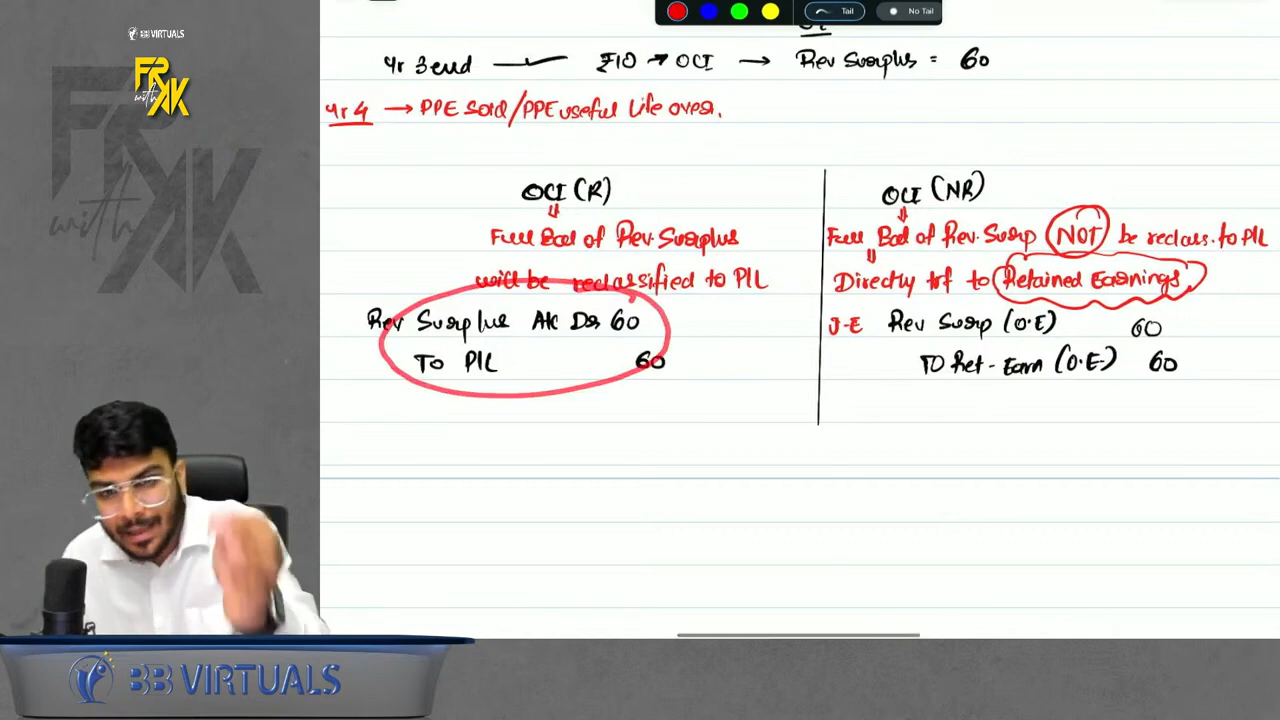 Tail
No Tail
BB VIRTUALS
FR
with
AK
Yr 3 end → ₹10 → OCI → Rev Surplus = 60
Yr 4 → PPE Sold/PPE useful life over.
OCI (R)
Full Bal of Rev. Surplus
will be reclassified to P/L
Rev Surplus A/c Dr 60
To P/L 60
OCI (NR)
Full Bal of Rev. Surp NOT be reclass. to P/L
Directly trf to Retained Earnings.
J.E Rev Surp (O.E) 60
TO Ret. Earn (O.E) 60
BB VIRTUALS